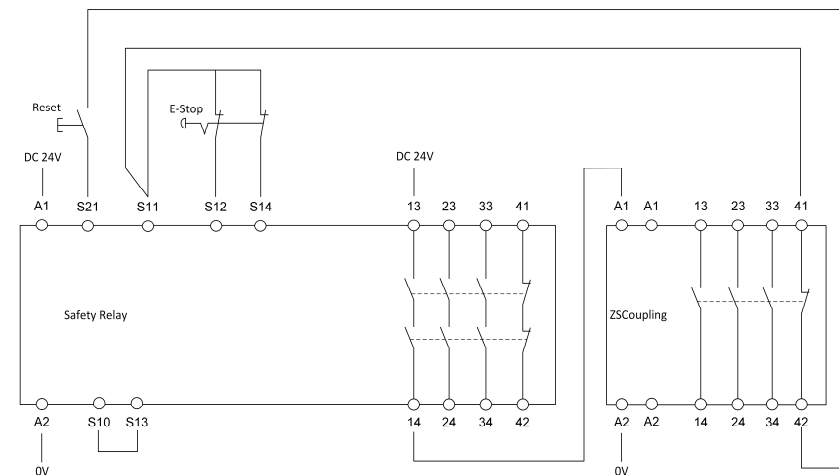 Reset
E-Stop
DC 24V
DC 24V
A1 S21 S11 S12 S14 13 23 33 41 A1 A1 13 23 33 41
Safety Relay
ZSCoupling
A2 S10 S13 14 24 34 42 A2 A2 14 24 34 42
0V
0V